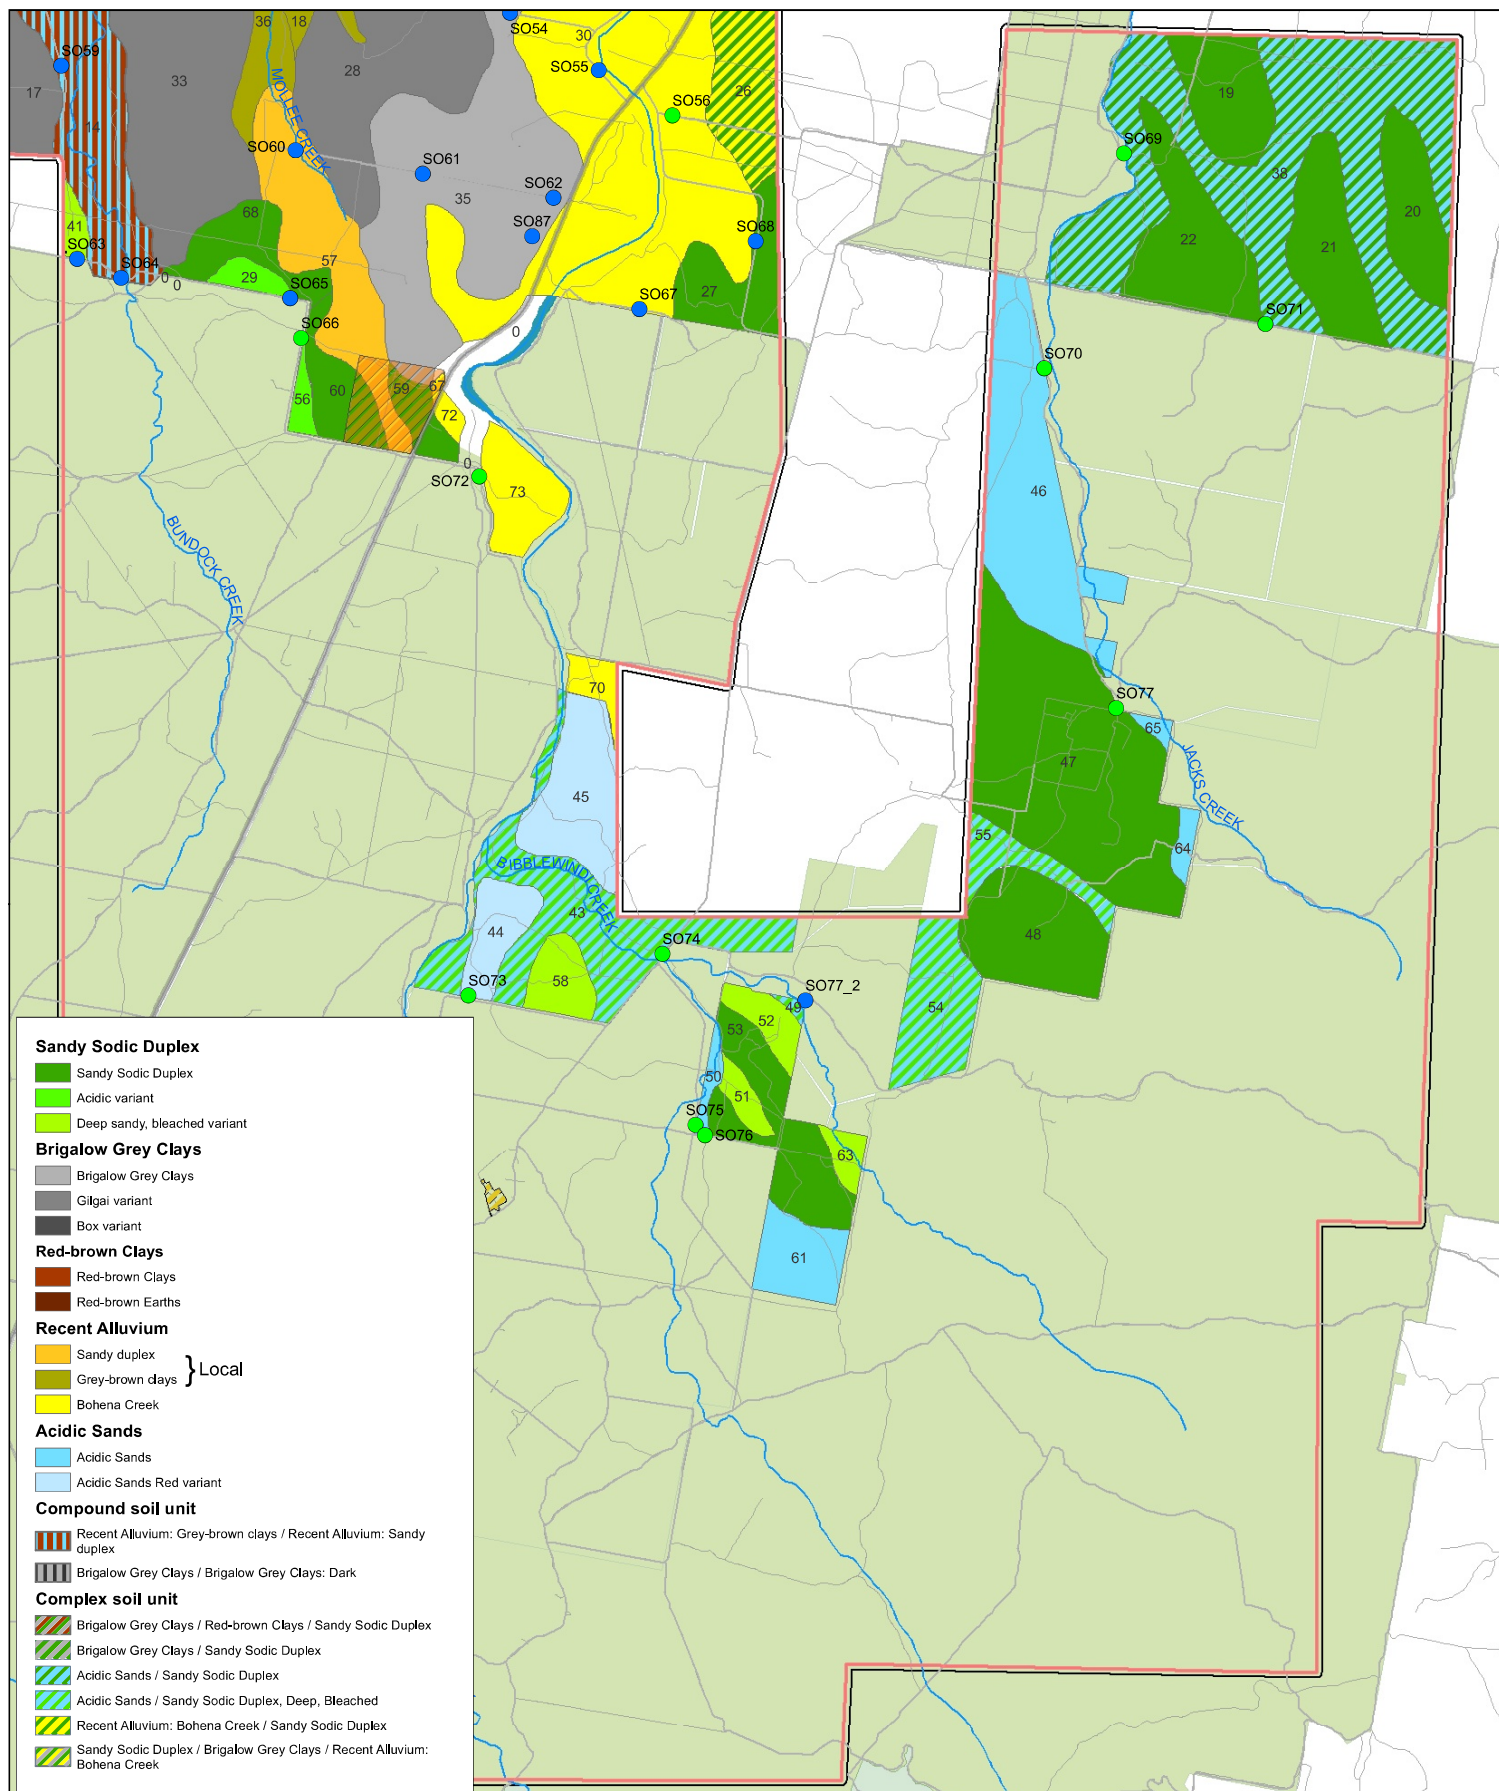 36
18
SO54
30
SO59
SO55
28
33
17
26
MOLLEE CREEK
SO56
19
14
SO60
SO69
SO61
38
SO62
35
20
68
41
SO87
SO68
22
21
SO63
57
SO64
0
0
29
SO65
27
SO67
SO66
0
SO71
SO70
60
59
67
56
72
0
SO72
73
46
BUNDOCK CREEK
70
SO77
65
47
JACKS CREEK
45
55
64
BIBBLEWINDI CREEK
43
44
48
SO74
58
SO73
SO77_2
49
54
52
53
50
51
SO75
SO76
63
61
Sandy Sodic Duplex
Sandy Sodic Duplex
Acidic variant
Deep sandy, bleached variant
Brigalow Grey Clays
Brigalow Grey Clays
Gilgai variant
Box variant
Red-brown Clays
Red-brown Clays
Red-brown Earths
Recent Alluvium
Sandy duplex
Grey-brown clays
} Local
Bohena Creek
Acidic Sands
Acidic Sands
Acidic Sands Red variant
Compound soil unit
Recent Alluvium: Grey-brown clays / Recent Alluvium: Sandy
duplex
Brigalow Grey Clays / Brigalow Grey Clays: Dark
Complex soil unit
Brigalow Grey Clays / Red-brown Clays / Sandy Sodic Duplex
Brigalow Grey Clays / Sandy Sodic Duplex
Acidic Sands / Sandy Sodic Duplex
Acidic Sands / Sandy Sodic Duplex, Deep, Bleached
Recent Alluvium: Bohena Creek / Sandy Sodic Duplex
Sandy Sodic Duplex / Brigalow Grey Clays / Recent Alluvium:
Bohena Creek